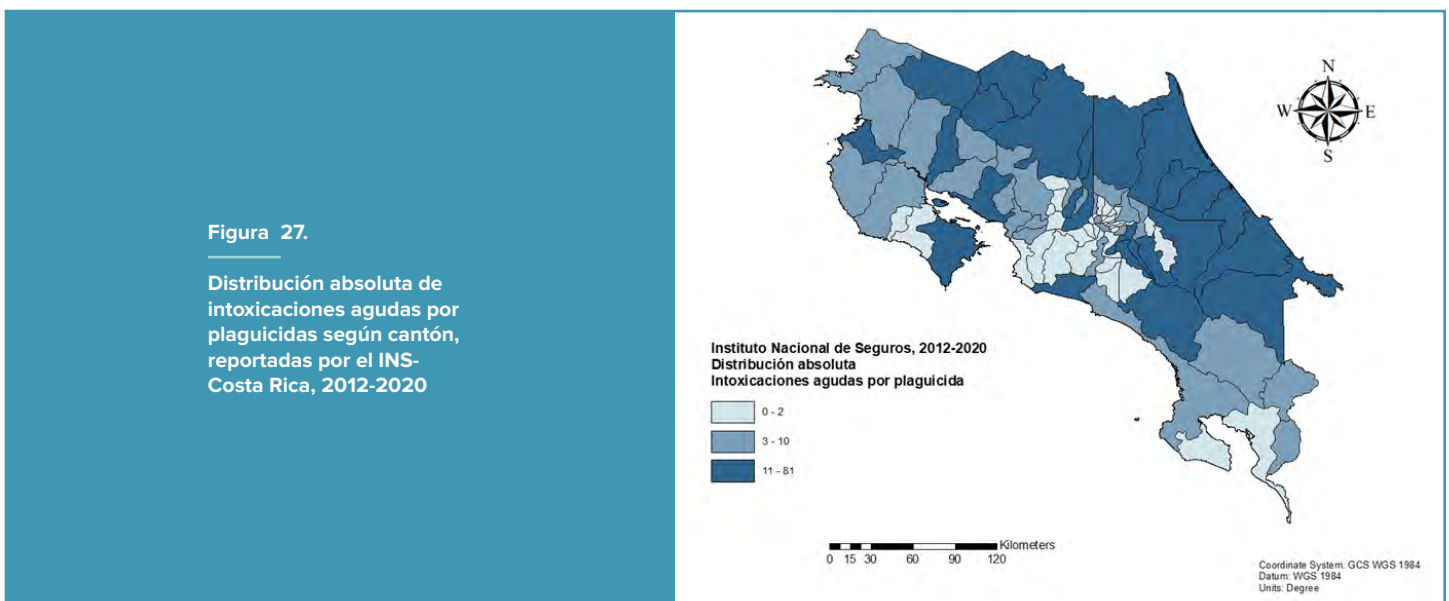 Figura 27.
Distribución absoluta de
intoxicaciones agudas por
plaguicidas según cantón,
reportadas por el INS-
Costa Rica, 2012-2020
N
W E
S
Instituto Nacional de Seguros, 2012-2020
Distribución absoluta
Intoxicaciones agudas por plaguicida
0 - 2
3 - 10
11 - 81
Kilometers
0 15 30 60 90 120
Coordinate System: GCS WGS 1984
Datum: WGS 1984
Units: Degree